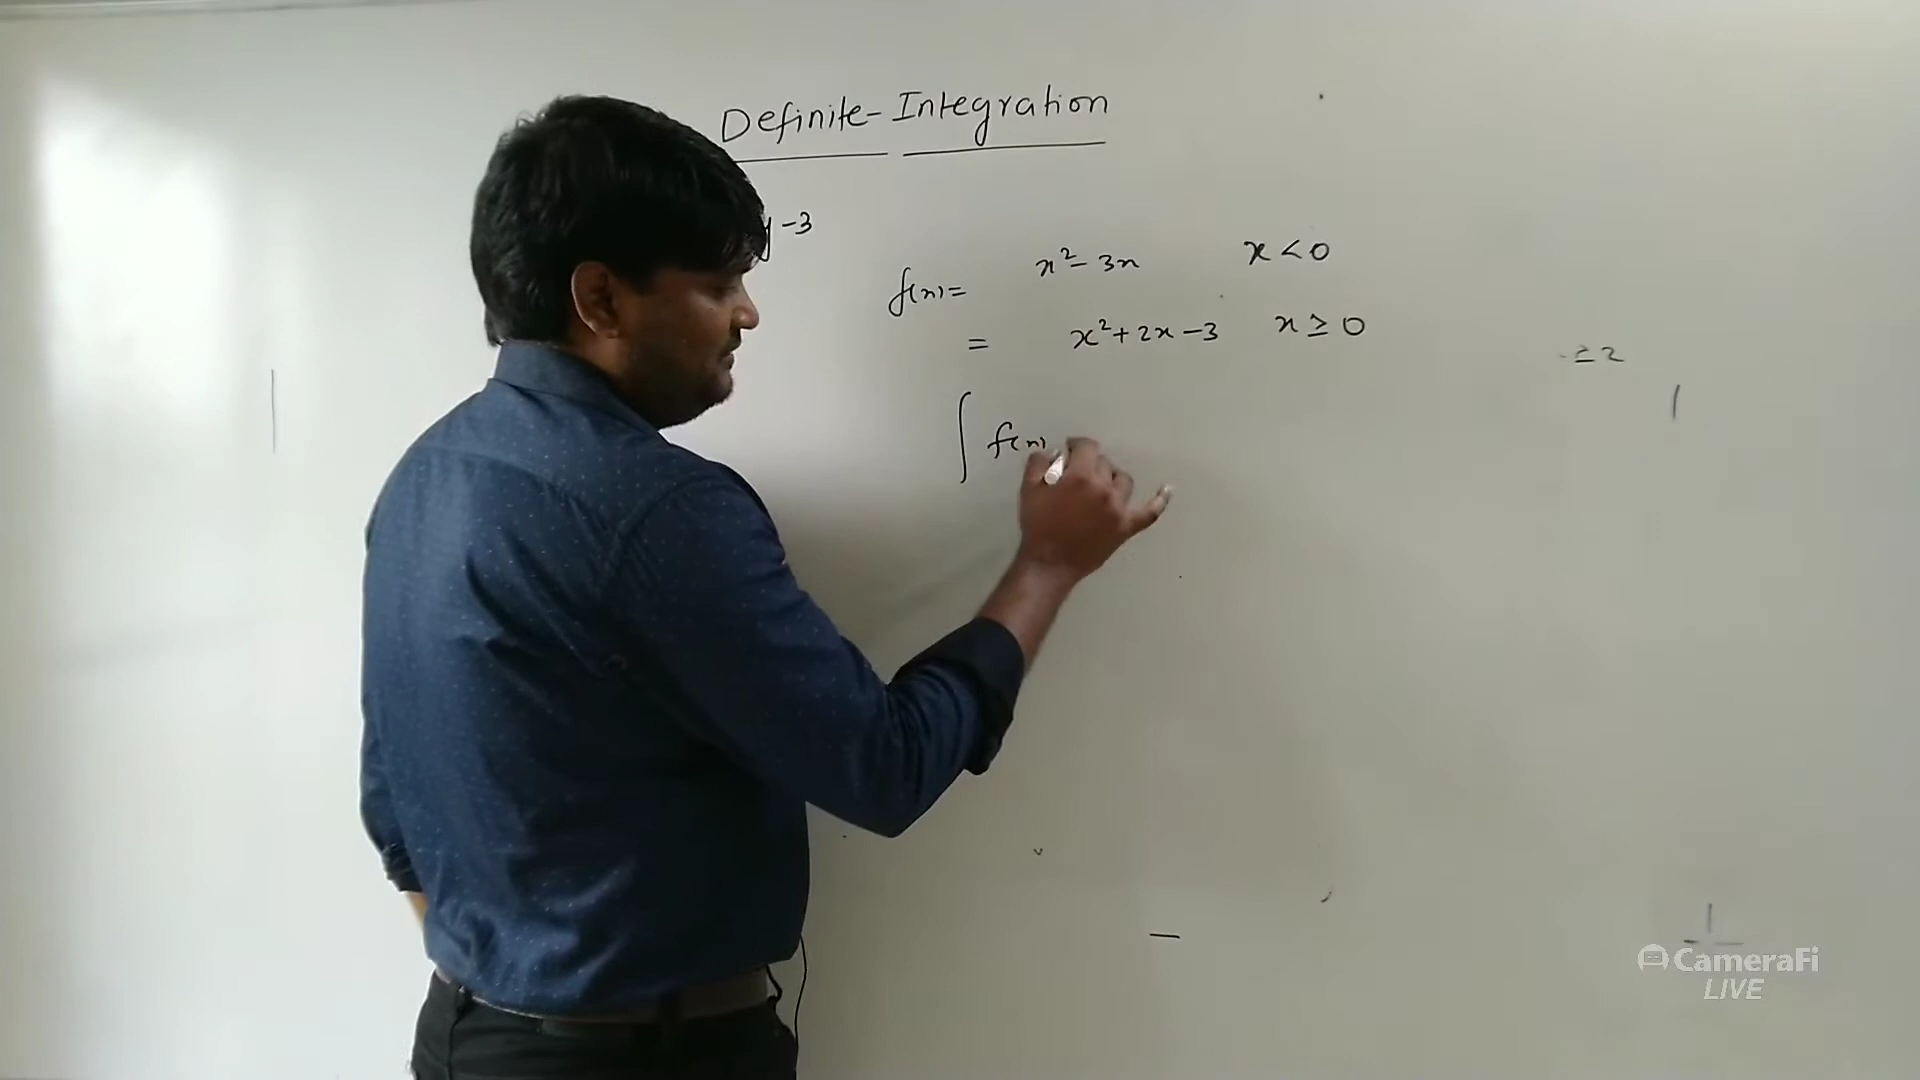 Definite-Integration
y -3
f(x)= x² - 3x x < 0
= x² + 2x - 3 x ≥ 0
∫ f(x)
CameraFi
LIVE